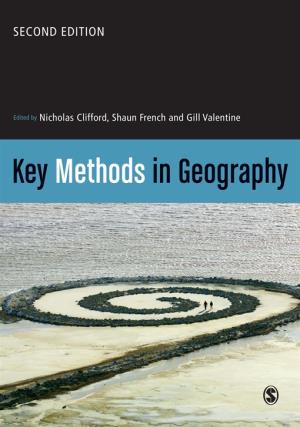 SECOND EDITION
Edited by Nicholas Clifford, Shaun French and Gill Valentine
Key Methods in Geography
S